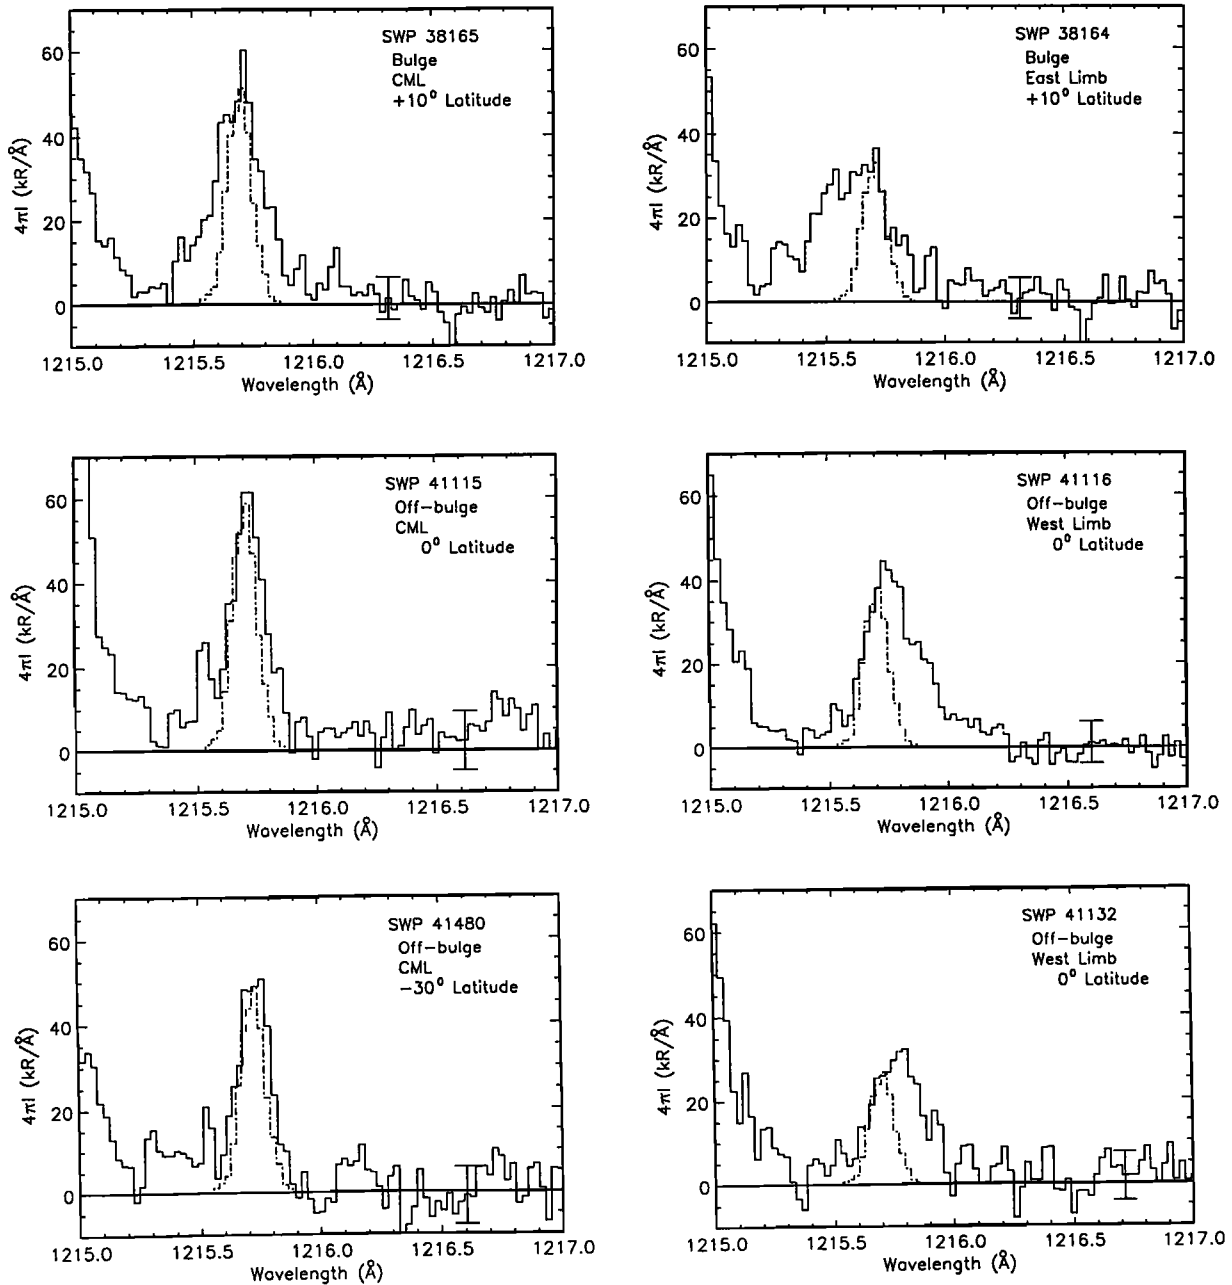 SWP 38165
Bulge
CML
+10⁰ Latitude
60
40
20
0
4πI (kR/Å)
1215.0 1215.5 1216.0 1216.5 1217.0
Wavelength (Å)
SWP 38164
Bulge
East Limb
+10⁰ Latitude
60
40
20
0
4πI (kR/Å)
1215.0 1215.5 1216.0 1216.5 1217.0
Wavelength (Å)
SWP 41115
Off-bulge
CML
0⁰ Latitude
60
40
20
0
4πI (kR/Å)
1215.0 1215.5 1216.0 1216.5 1217.0
Wavelength (Å)
SWP 41116
Off-bulge
West Limb
0⁰ Latitude
60
40
20
0
4πI (kR/Å)
1215.0 1215.5 1216.0 1216.5 1217.0
Wavelength (Å)
SWP 41480
Off-bulge
CML
-30⁰ Latitude
60
40
20
0
4πI (kR/Å)
1215.0 1215.5 1216.0 1216.5 1217.0
Wavelength (Å)
SWP 41132
Off-bulge
West Limb
0⁰ Latitude
60
40
20
0
4πI (kR/Å)
1215.0 1215.5 1216.0 1216.5 1217.0
Wavelength (Å)